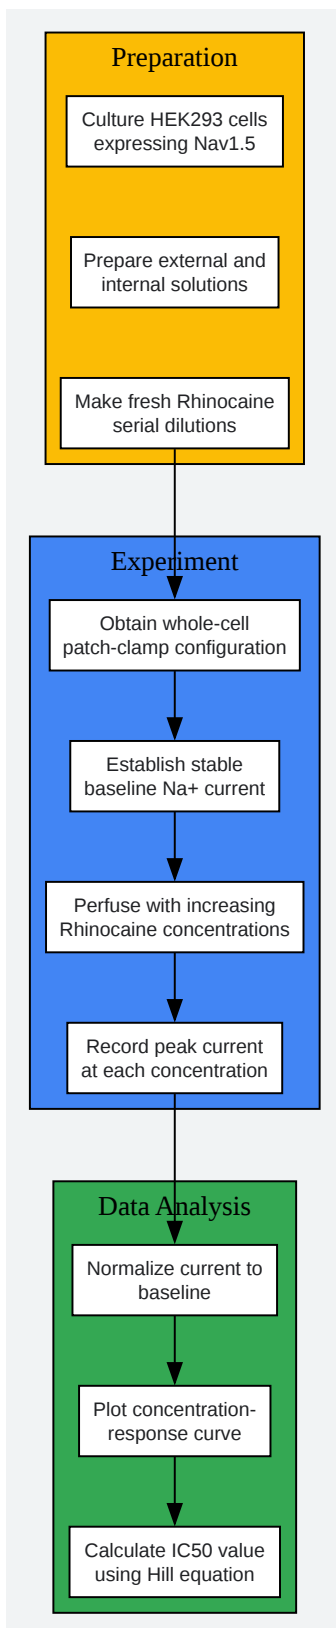 Preparation
Culture HEK293 cells
expressing Nav1.5
Prepare external and
internal solutions
Make fresh Rhinocaine
serial dilutions
Experiment
Obtain whole-cell
patch-clamp configuration
Establish stable
baseline Na+ current
Perfuse with increasing
Rhinocaine concentrations
Record peak current
at each concentration
Data Analysis
Normalize current to
baseline
Plot concentration-
response curve
Calculate IC50 value
using Hill equation